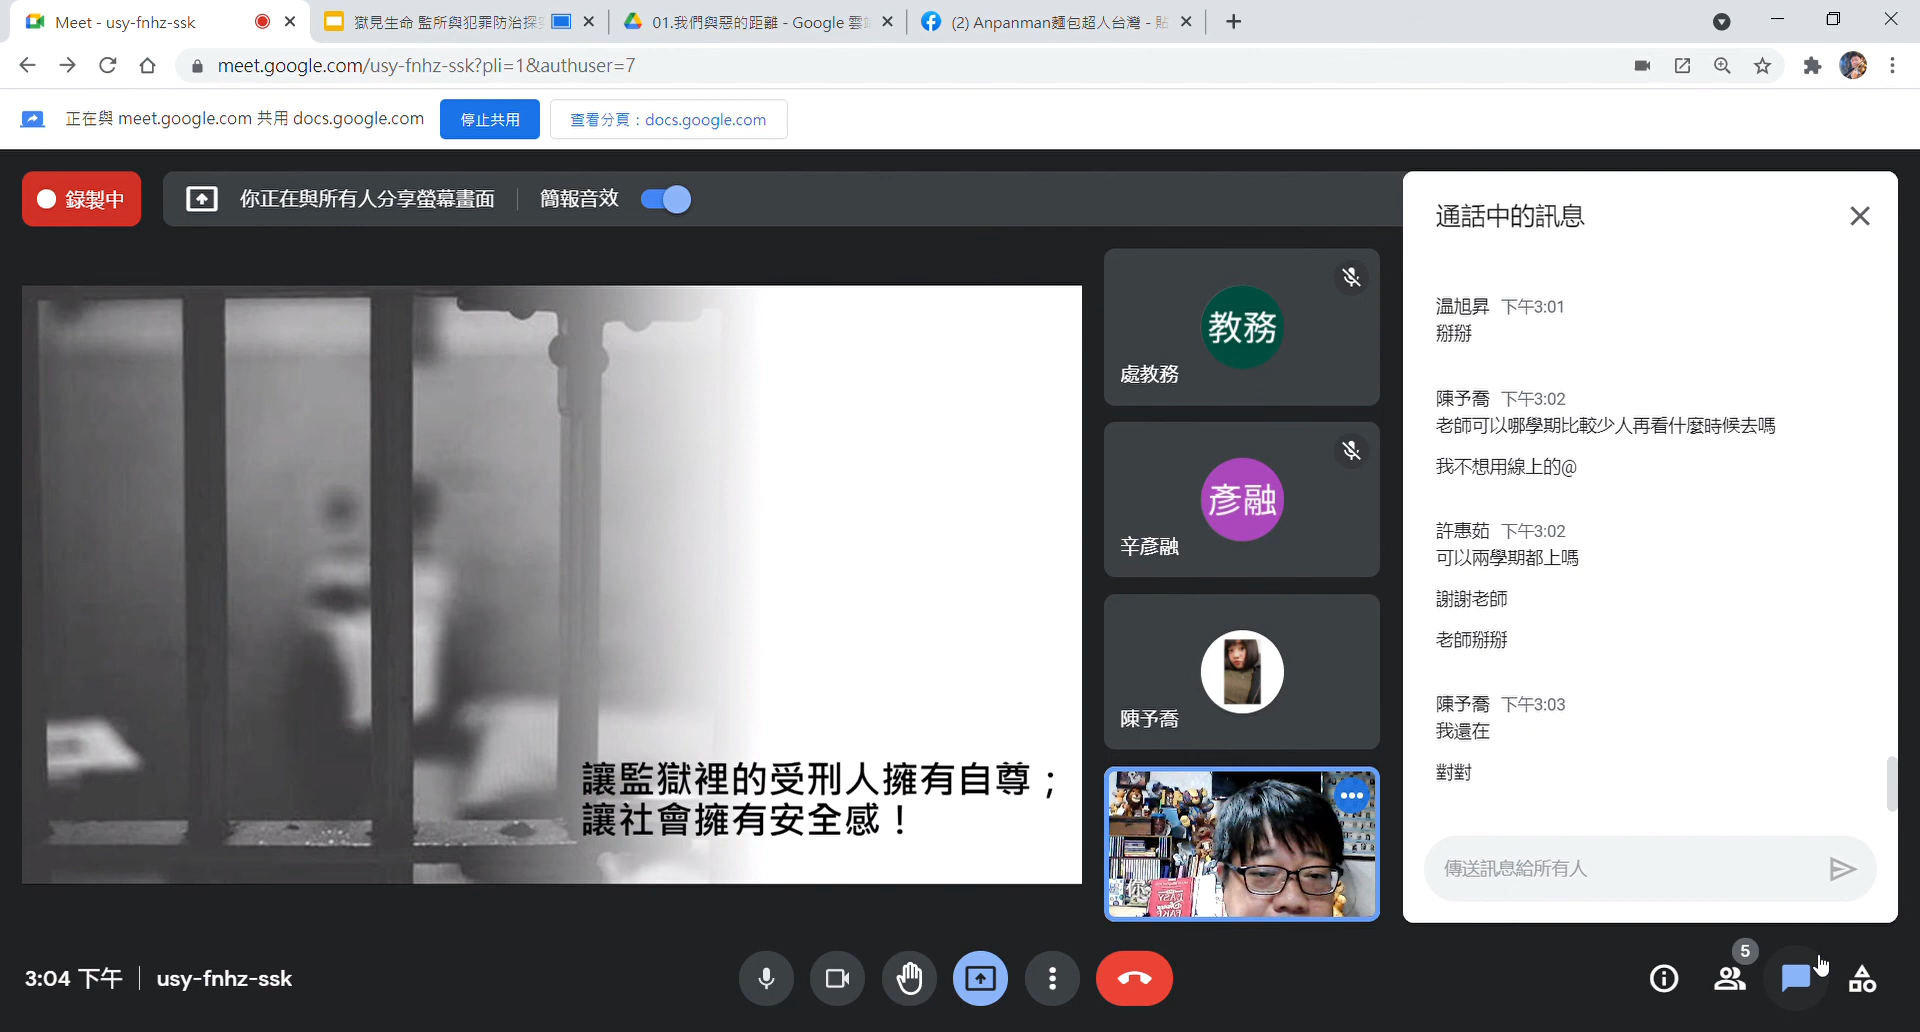 Meet - usy-fnhz-ssk
獄見生命 監所與犯罪防治探
01.我們與惡的距離 - Google 雲
(2) Anpanman麵包超人台灣 - 貼
meet.google.com/usy-fnhz-ssk?pli=1&authuser=7
正在與 meet.google.com 共用 docs.google.com
停止共用
查看分頁：docs.google.com
錄製中
你正在與所有人分享螢幕畫面
簡報音效
讓監獄裡的受刑人擁有自尊；
讓社會擁有安全感！
教務
處教務
彥融
辛彥融
陳予喬
通話中的訊息
温旭昇 下午3:01
掰掰
陳予喬 下午3:02
老師可以哪學期比較少人再看什麼時候去嗎
我不想用線上的@
許惠茹 下午3:02
可以兩學期都上嗎
謝謝老師
老師掰掰
陳予喬 下午3:03
我還在
對對
傳送訊息給所有人
3:04 下午
usy-fnhz-ssk
5